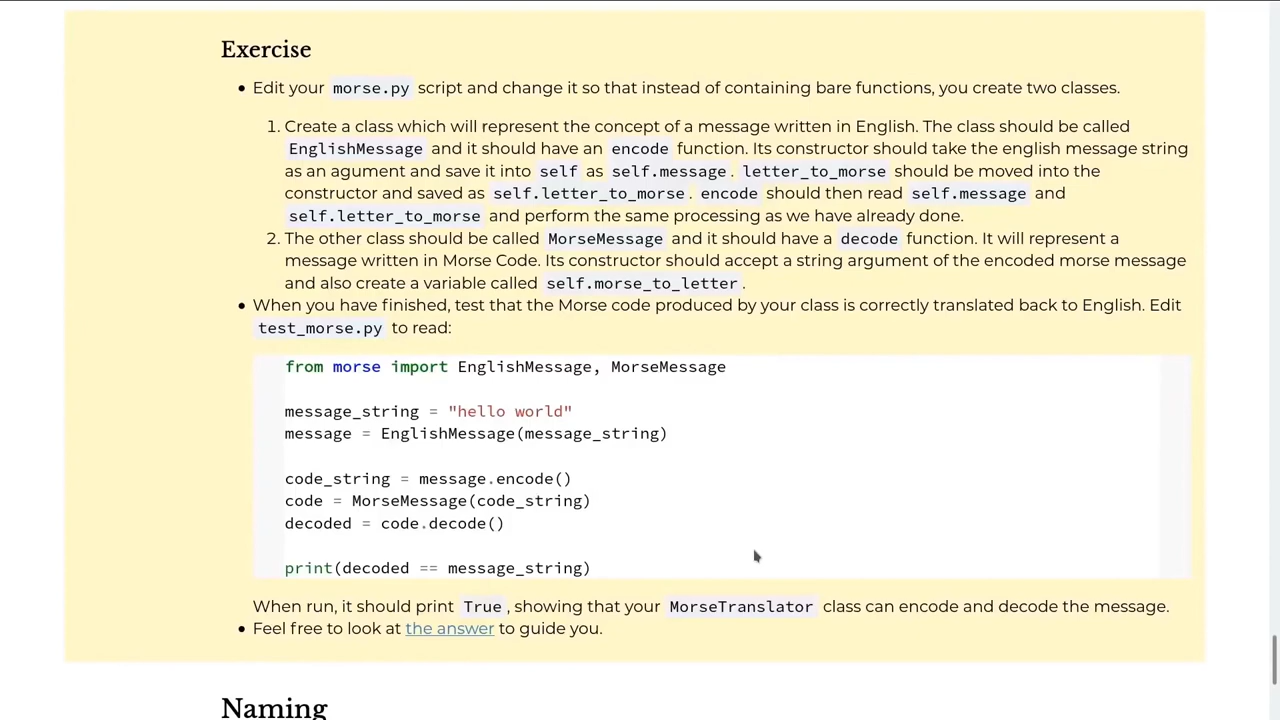 Exercise
• Edit your morse.py script and change it so that instead of containing bare functions, you create two classes.
1. Create a class which will represent the concept of a message written in English. The class should be called
EnglishMessage and it should have an encode function. Its constructor should take the english message string
as an agument and save it into self as self.message. letter_to_morse should be moved into the
constructor and saved as self.letter_to_morse. encode should then read self.message and
self.letter_to_morse and perform the same processing as we have already done.
2. The other class should be called MorseMessage and it should have a decode function. It will represent a
message written in Morse Code. Its constructor should accept a string argument of the encoded morse message
and also create a variable called self.morse_to_letter.
• When you have finished, test that the Morse code produced by your class is correctly translated back to English. Edit
test_morse.py to read:
from morse import EnglishMessage, MorseMessage
message_string = "hello world"
message = EnglishMessage(message_string)
code_string = message.encode()
code = MorseMessage(code_string)
decoded = code.decode()
print(decoded == message_string)
When run, it should print True, showing that your MorseTranslator class can encode and decode the message.
• Feel free to look at the answer to guide you.
Naming